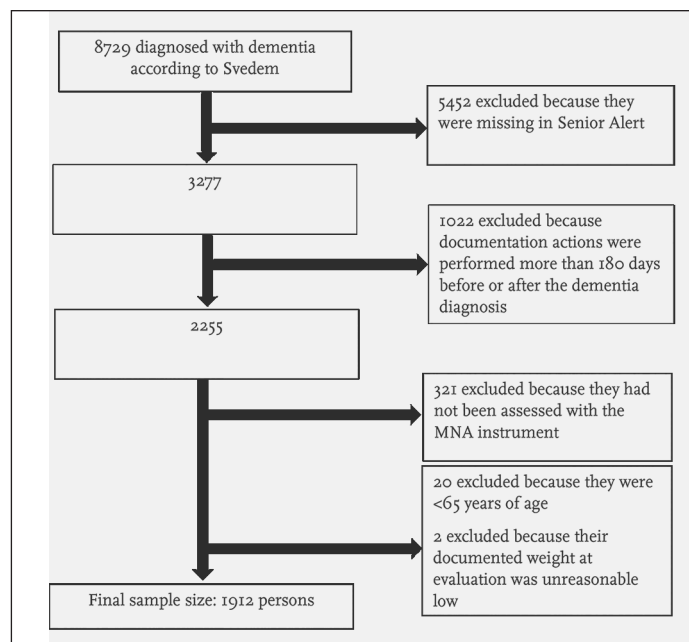 8729 diagnosed with dementia
according to Svedem
5452 excluded because they
were missing in Senior Alert
3277
1022 excluded because
documentation actions were
performed more than 180 days
before or after the dementia
diagnosis
2255
321 excluded because they had
not been assessed with the
MNA instrument
20 excluded because they were
<65 years of age
2 excluded because their
documented weight at
evaluation was unreasonable
low
Final sample size: 1912 persons